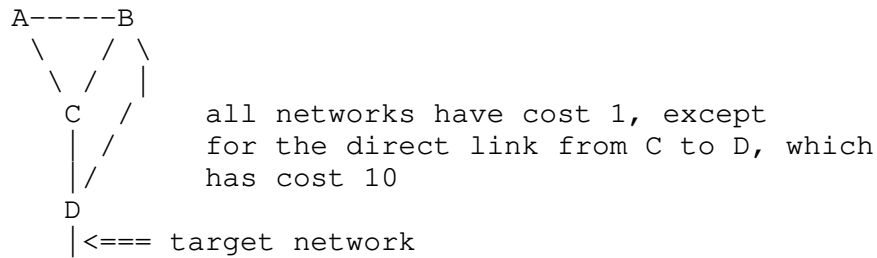 A-----B
\ / \
\ / |
C / all networks have cost 1, except
| / for the direct link from C to D, which
|/ has cost 10
D
|<=== target network